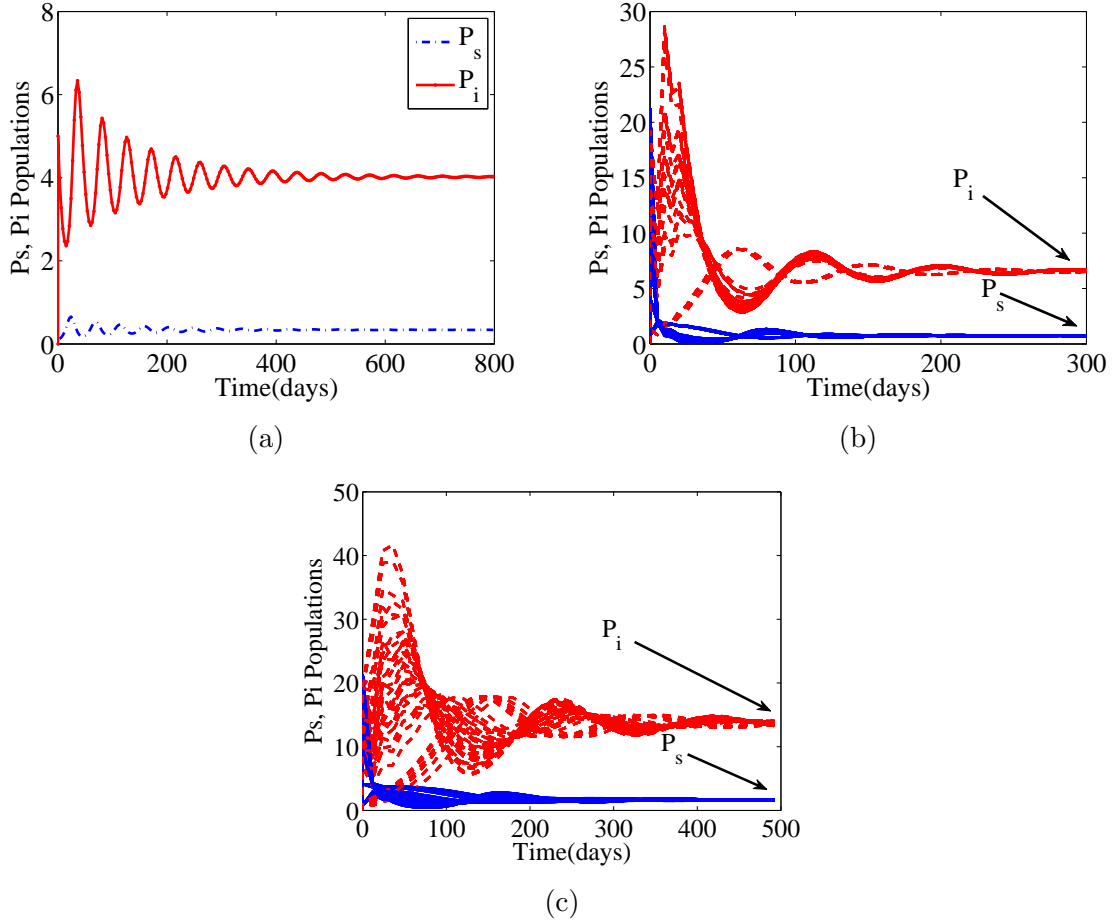 8
6
4
2
0
Ps, Pi Populations
P_s
P_i
0 200 400 600 800
Time(days)
(a)
30
25
20
15
10
5
0
Ps, Pi Populations
P_i
P_s
0 100 200 300
Time(days)
(b)
50
40
30
20
10
0
Ps, Pi Populations
P_i
P_s
0 100 200 300 400 500
Time(days)
(c)